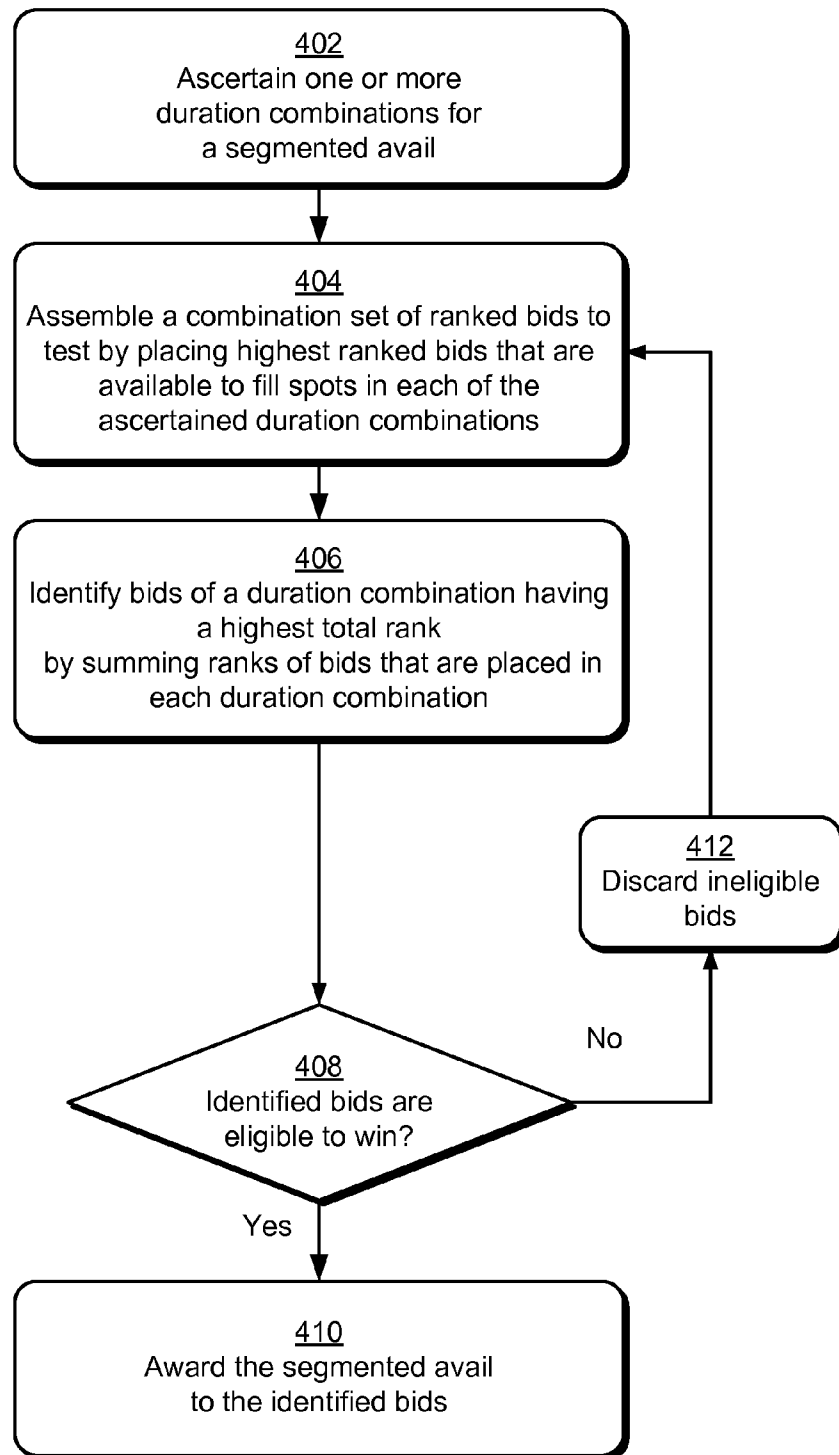 402
Ascertain one or more
duration combinations for
a segmented avail
404
Assemble a combination set of ranked bids to
test by placing highest ranked bids that are
available to fill spots in each of the
ascertained duration combinations
406
Identify bids of a duration combination having
a highest total rank
by summing ranks of bids that are placed in
each duration combination
412
Discard ineligible
bids
No
408
Identified bids are
eligible to win?
Yes
410
Award the segmented avail
to the identified bids